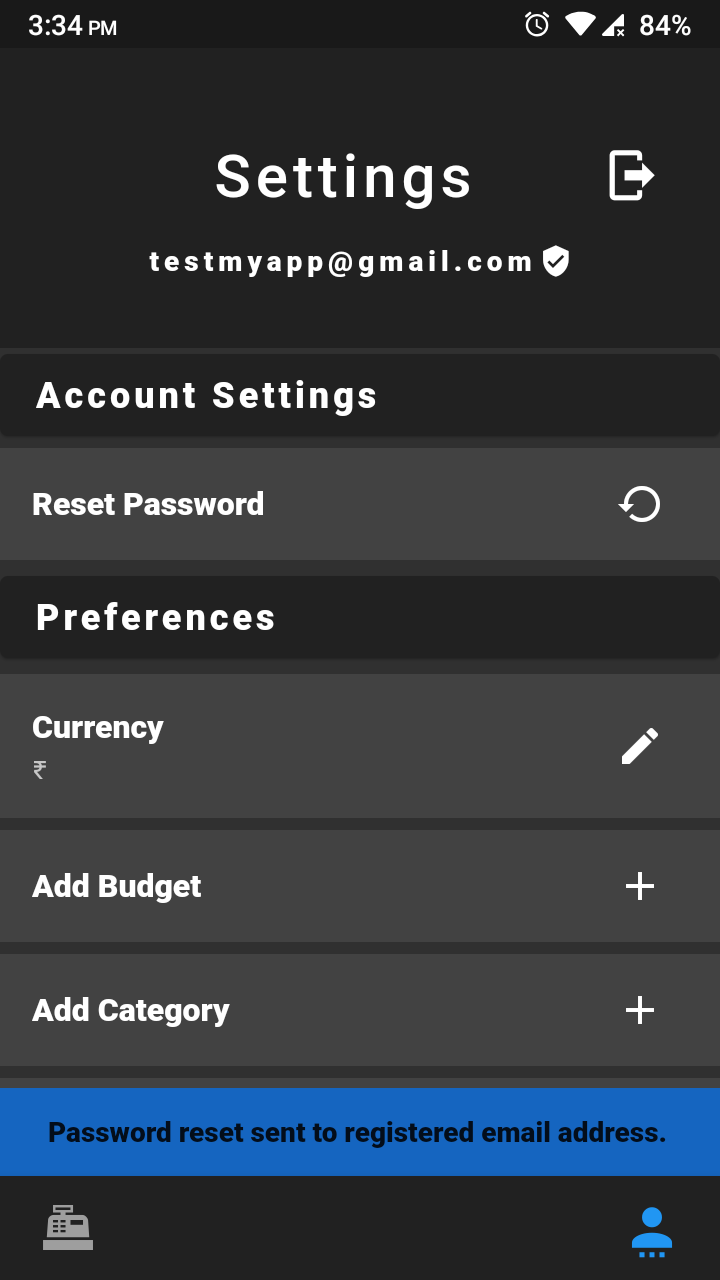 3:34 PM 84%
Settings
testmyapp@gmail.com
Account Settings
Reset Password
Preferences
Currency
₹
Add Budget
Add Category
Password reset sent to registered email address.